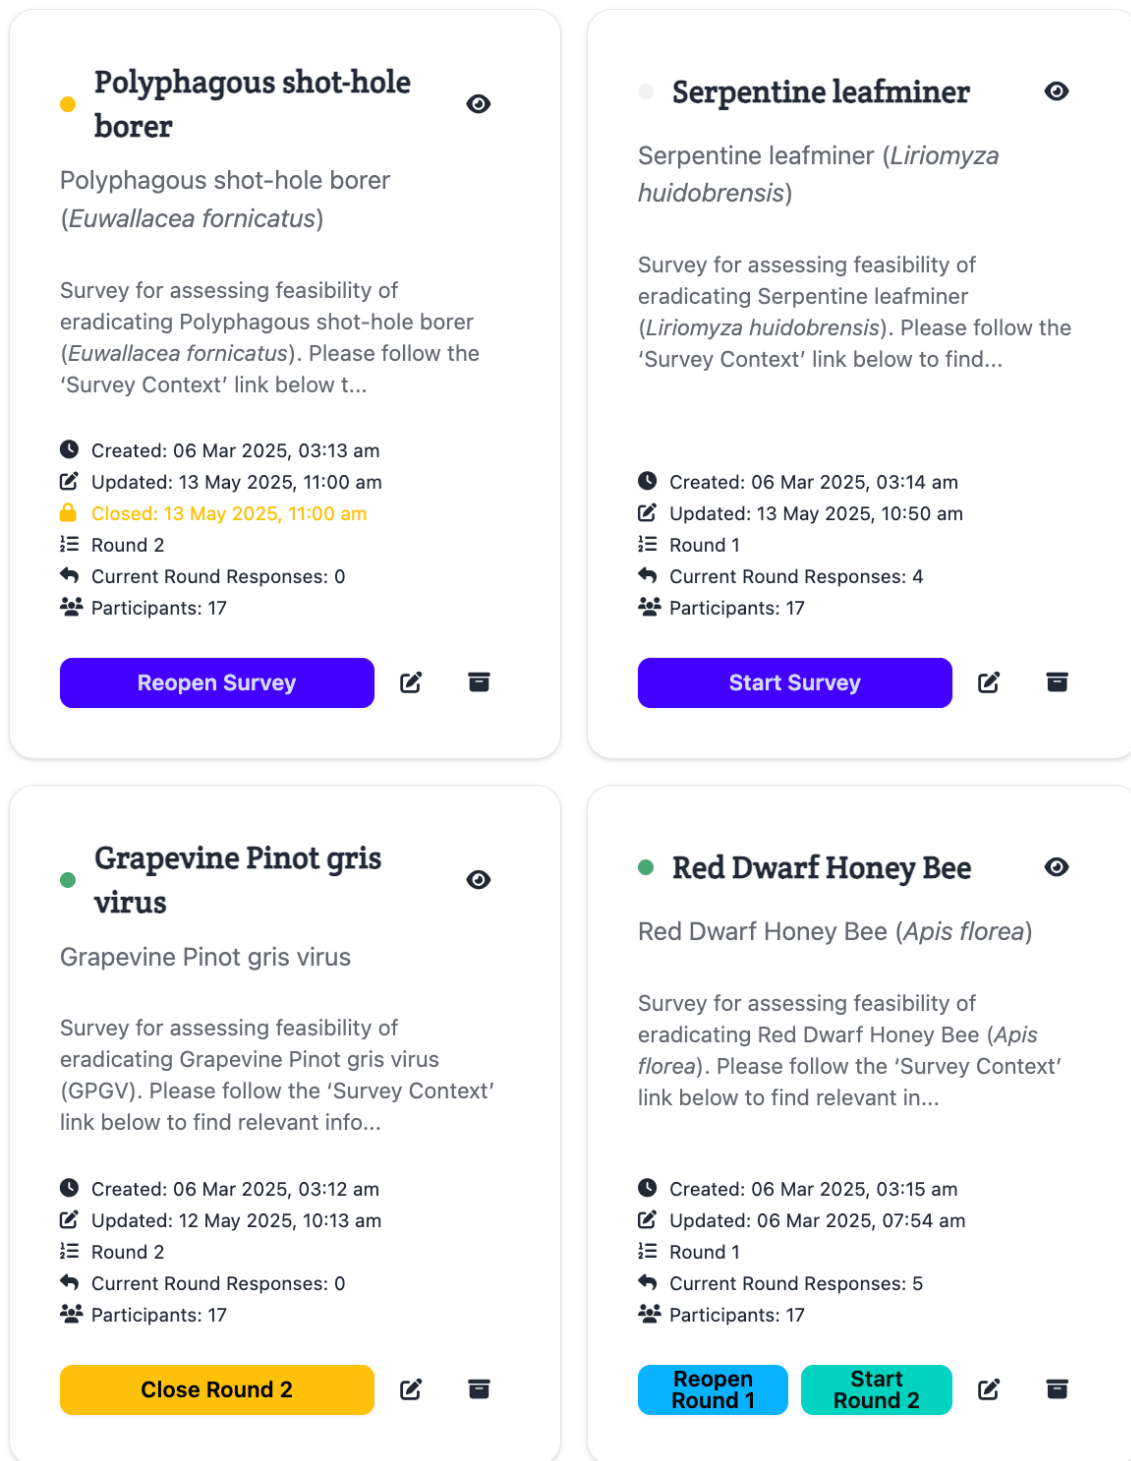 Polyphagous shot-hole
borer
Polyphagous shot-hole borer
(Euwallacea fornicatus)
Survey for assessing feasibility of
eradicating Polyphagous shot-hole borer
(Euwallacea fornicatus). Please follow the
‘Survey Context’ link below t...
Created: 06 Mar 2025, 03:13 am
Updated: 13 May 2025, 11:00 am
Closed: 13 May 2025, 11:00 am
Round 2
Current Round Responses: 0
Participants: 17
Reopen Survey
Serpentine leafminer
Serpentine leafminer (Liriomyza
huidobrensis)
Survey for assessing feasibility of
eradicating Serpentine leafminer
(Liriomyza huidobrensis). Please follow the
‘Survey Context’ link below to find...
Created: 06 Mar 2025, 03:14 am
Updated: 13 May 2025, 10:50 am
Round 1
Current Round Responses: 4
Participants: 17
Start Survey
Grapevine Pinot gris
virus
Grapevine Pinot gris virus
Survey for assessing feasibility of
eradicating Grapevine Pinot gris virus
(GPGV). Please follow the ‘Survey Context’
link below to find relevant info...
Created: 06 Mar 2025, 03:12 am
Updated: 12 May 2025, 10:13 am
Round 2
Current Round Responses: 0
Participants: 17
Close Round 2
Red Dwarf Honey Bee
Red Dwarf Honey Bee (Apis florea)
Survey for assessing feasibility of
eradicating Red Dwarf Honey Bee (Apis
florea). Please follow the ‘Survey Context’
link below to find relevant in...
Created: 06 Mar 2025, 03:15 am
Updated: 06 Mar 2025, 07:54 am
Round 1
Current Round Responses: 5
Participants: 17
Reopen
Round 1
Start
Round 2